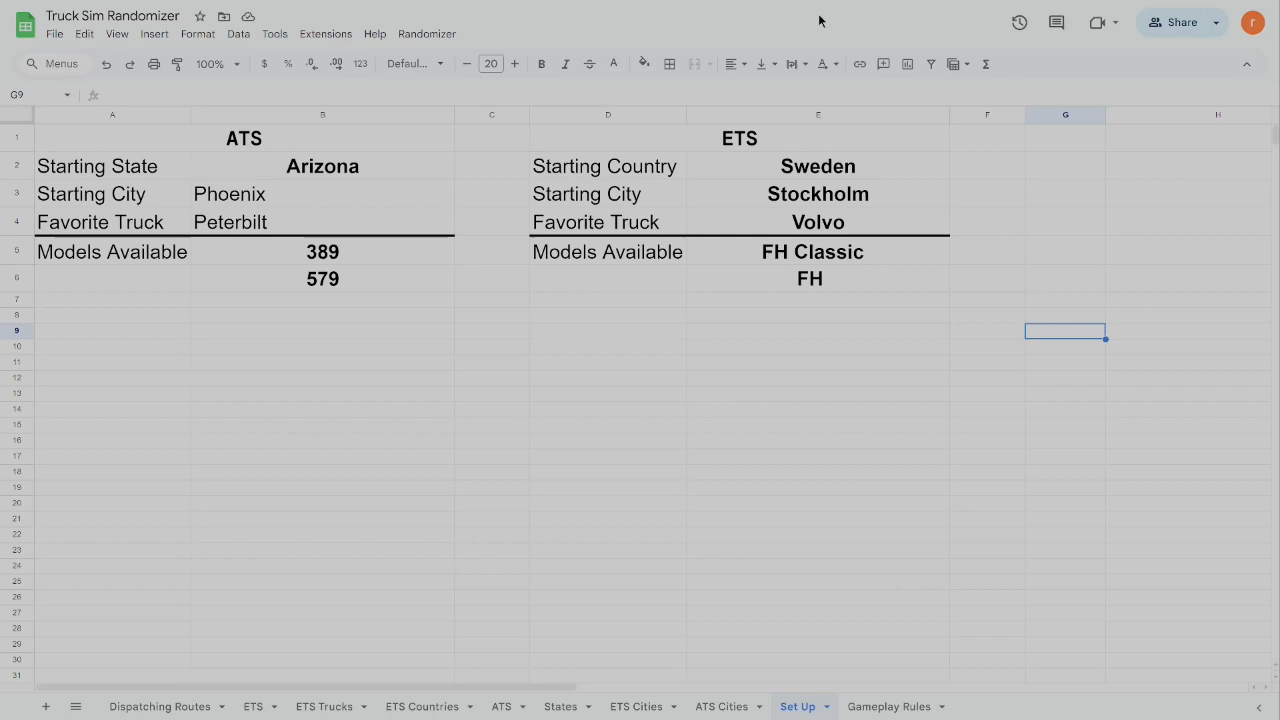 Truck Sim Randomizer
File Edit View Insert Format Data Tools Extensions Help Randomizer
Share
r
Menus 100% $ % .0 .00 123 Defaul... 20 B I S A
G9 fx
A B C D E F G H
1 ATS ETS
2 Starting State Arizona Starting Country Sweden
3 Starting City Phoenix Starting City Stockholm
4 Favorite Truck Peterbilt Favorite Truck Volvo
5 Models Available 389 Models Available FH Classic
6 579 FH
7
8
9
10
11
12
13
14
15
16
17
18
19
20
21
22
23
24
25
26
27
28
29
30
31
Dispatching Routes ETS ETS Trucks ETS Countries ATS States ETS Cities ATS Cities Set Up Gameplay Rules